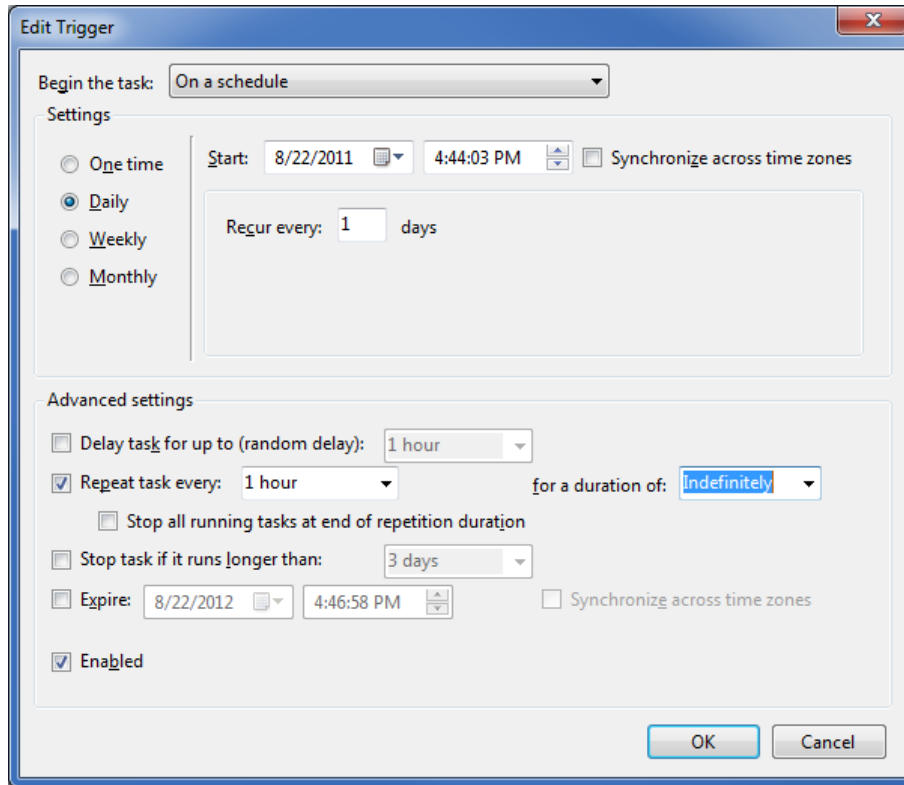 Edit Trigger
Begin the task: On a schedule
Settings
One time
Start: 8/22/2011 4:44:03 PM Synchronize across time zones
Daily
Recur every: 1 days
Weekly
Monthly
Advanced settings
Delay task for up to (random delay): 1 hour
Repeat task every: 1 hour for a duration of: Indefinitely
Stop all running tasks at end of repetition duration
Stop task if it runs longer than: 3 days
Expire: 8/22/2012 4:46:58 PM Synchronize across time zones
Enabled
OK Cancel